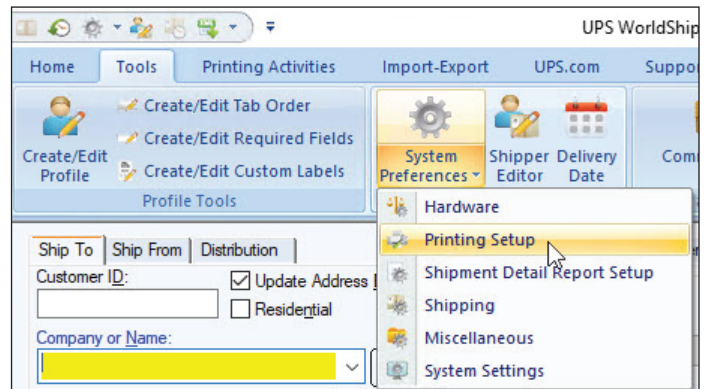 UPS WorldShip
Home Tools Printing Activities Import-Export UPS.com
Create/Edit Profile
Create/Edit Tab Order
Create/Edit Required Fields
Create/Edit Custom Labels
Profile Tools
System Preferences
Shipper Editor
Delivery Date
Hardware
Printing Setup
Shipment Detail Report Setup
Shipping
Miscellaneous
System Settings
Ship To Ship From Distribution
Customer ID:
Update Address
Residential
Company or Name: